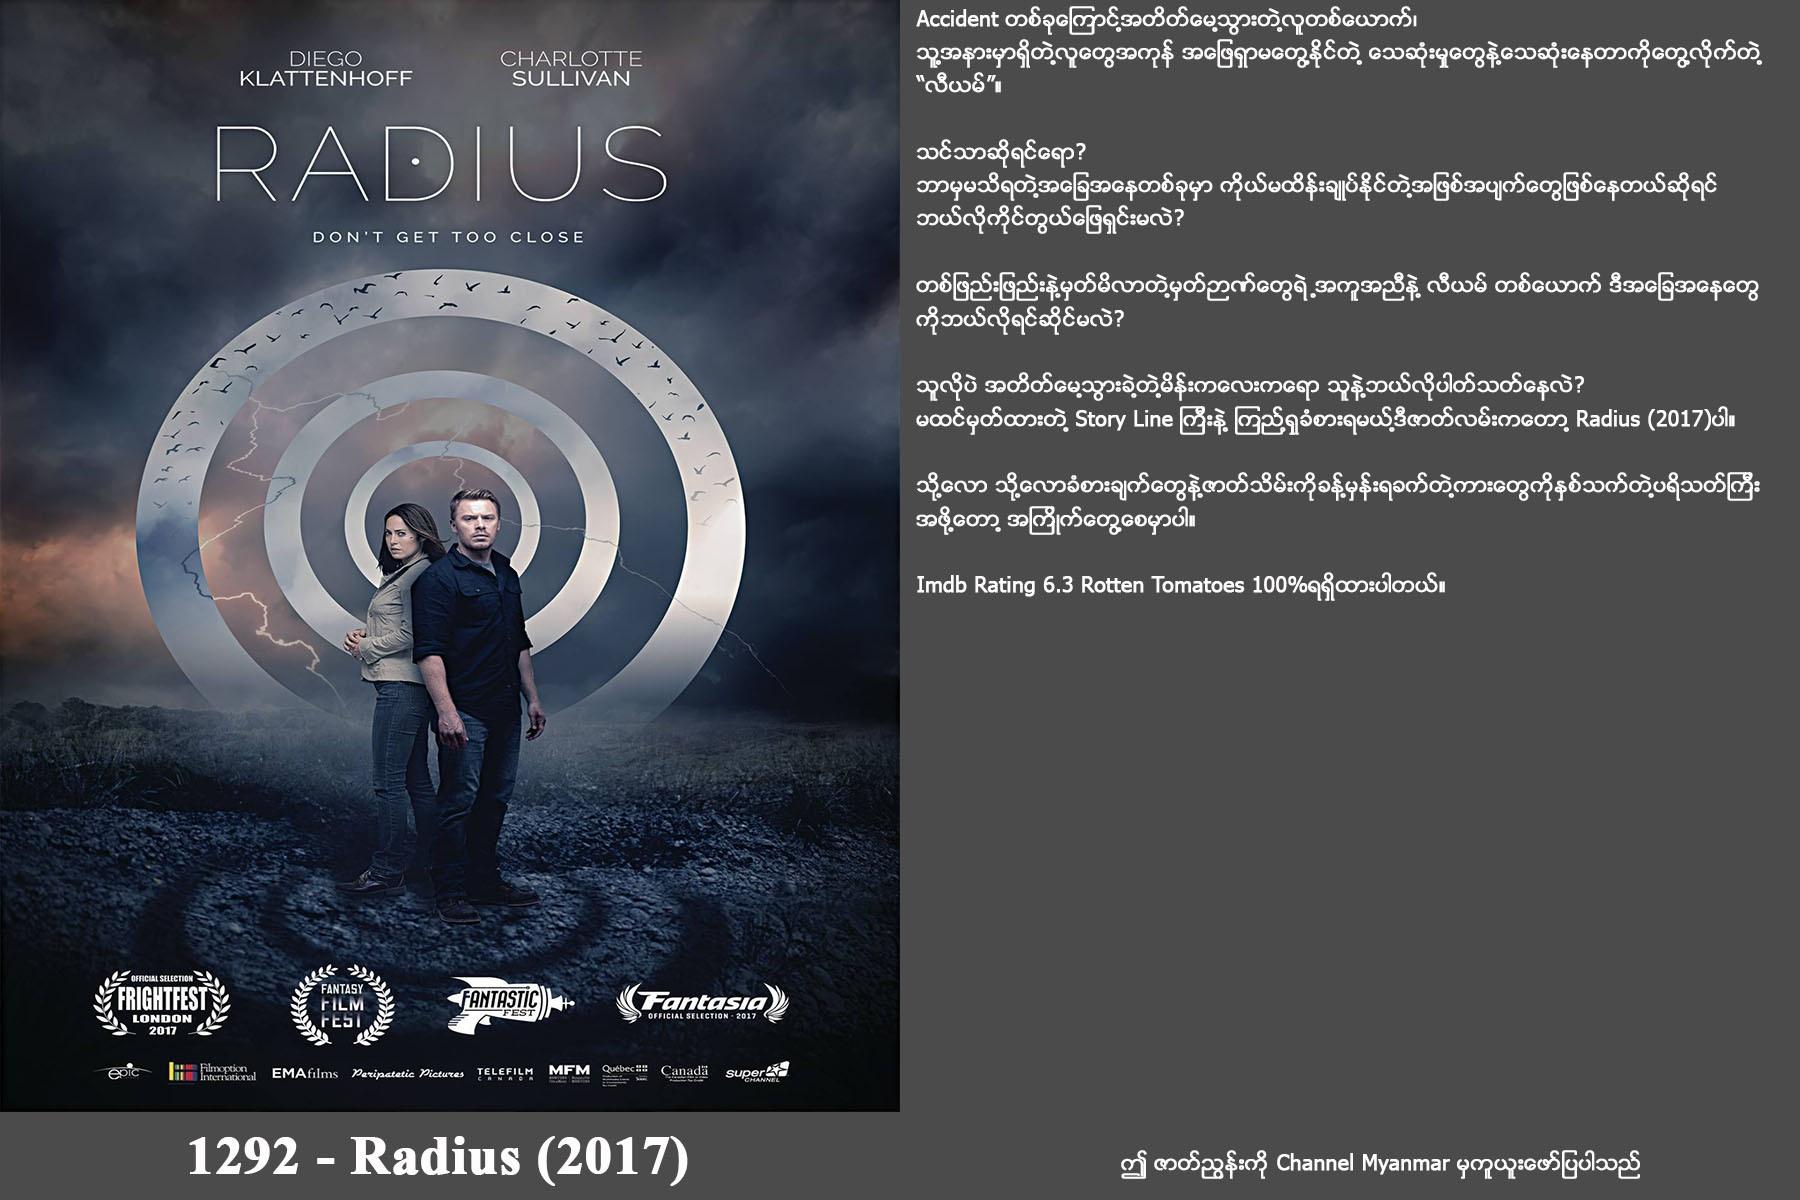 DIEGO
KLATTENHOFF
CHARLOTTE
SULLIVAN
RADIUS
DON'T GET TOO CLOSE
OFFICIAL SELECTION
FRIGHTFEST
LONDON
2017
FANTASY
FILM
FEST
FANTASTIC
FEST
Fantasia
OFFICIAL SELECTION - 2017
epic
Filmoption
International
EMAfilms
Peripatetic Pictures
TELEFILM
CANADA
MFM
Québec
Canada
super
CHANNEL
1292 - Radius (2017)
Accident တစ်ခုကြောင့်အတိတ်မေ့သွားတဲ့လူတစ်ယောက်၊
သူ့အနားမှာရှိတဲ့လူတွေအကုန် အဖြေရှာမတွေ့နိုင်တဲ့ သေဆုံးမှုတွေနဲ့သေဆုံးနေတာကိုတွေ့လိုက်တဲ့
“လီယမ်”။
သင်သာဆိုရင်ရော?
ဘာမှမသိရတဲ့အခြေအနေတစ်ခုမှာ ကိုယ်မထိန်းချုပ်နိုင်တဲ့အဖြစ်အပျက်တွေဖြစ်နေတယ်ဆိုရင်
ဘယ်လိုကိုင်တွယ်ဖြေရှင်းမလဲ?
တစ်ဖြည်းဖြည်းနဲ့မှတ်မိလာတဲ့မှတ်ဉာဏ်တွေရဲ့အကူအညီနဲ့ လီယမ် တစ်ယောက် ဒီအခြေအနေတွေ
ကိုဘယ်လိုရင်ဆိုင်မလဲ?
သူလိုပဲ အတိတ်မေ့သွားခဲ့တဲ့မိန်းကလေးကရော သူနဲ့ဘယ်လိုပါတ်သတ်နေလဲ?
မထင်မှတ်ထားတဲ့ Story Line ကြီးနဲ့ ကြည့်ရှုခံစားရမယ့်ဒီဇာတ်လမ်းကတော့ Radius (2017)ပါ။
သို့လော သို့လောခံစားချက်တွေနဲ့ဇာတ်သိမ်းကိုခန့်မှန်းရခက်တဲ့ကားတွေကိုနှစ်သက်တဲ့ပရိသတ်ကြီး
အဖို့တော့ အကြိုက်တွေ့စေမှာပါ။
Imdb Rating 6.3 Rotten Tomatoes 100%ရရှိထားပါတယ်။
ဤ ဇာတ်ညွှန်းကို Channel Myanmar မှကူယူးဖော်ပြပါသည်